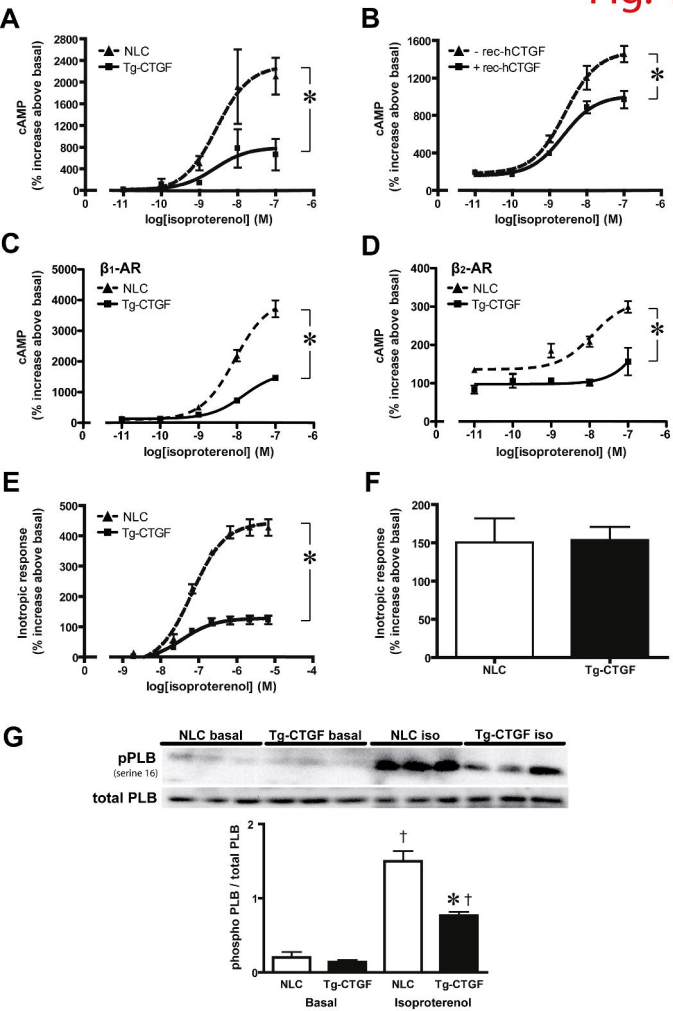 Fig.
A
cAMP
(% increase above basal)
2800
2400
2000
1600
1200
800
400
0
NLC
Tg-CTGF
*
0 -11 -10 -9 -8 -7 -6
log[isoproterenol] (M)
B
cAMP
(% increase above basal)
1600
1200
800
400
0
- rec-hCTGF
+ rec-hCTGF
*
0 -11 -10 -9 -8 -7 -6
log[isoproterenol] (M)
C
β1-AR
cAMP
(% increase above basal)
5000
4000
3000
2000
1000
0
NLC
Tg-CTGF
*
0 -11 -10 -9 -8 -7 -6
log[isoproterenol] (M)
D
β2-AR
cAMP
(% increase above basal)
400
300
200
100
0
NLC
Tg-CTGF
*
0 -11 -10 -9 -8 -7 -6
log[isoproterenol] (M)
E
Inotropic response
(% increase above basal)
500
400
300
200
100
0
NLC
Tg-CTGF
*
0 -9 -8 -7 -6 -5 -4
log[isoproterenol] (M)
F
Inotropic response
(% increase above basal)
200
150
100
50
0
NLC Tg-CTGF
G
NLC basal Tg-CTGF basal NLC iso Tg-CTGF iso
pPLB
(serine 16)
total PLB
phospho PLB / total PLB
2
1
0
†
* †
NLC Tg-CTGF NLC Tg-CTGF
Basal Isoproterenol